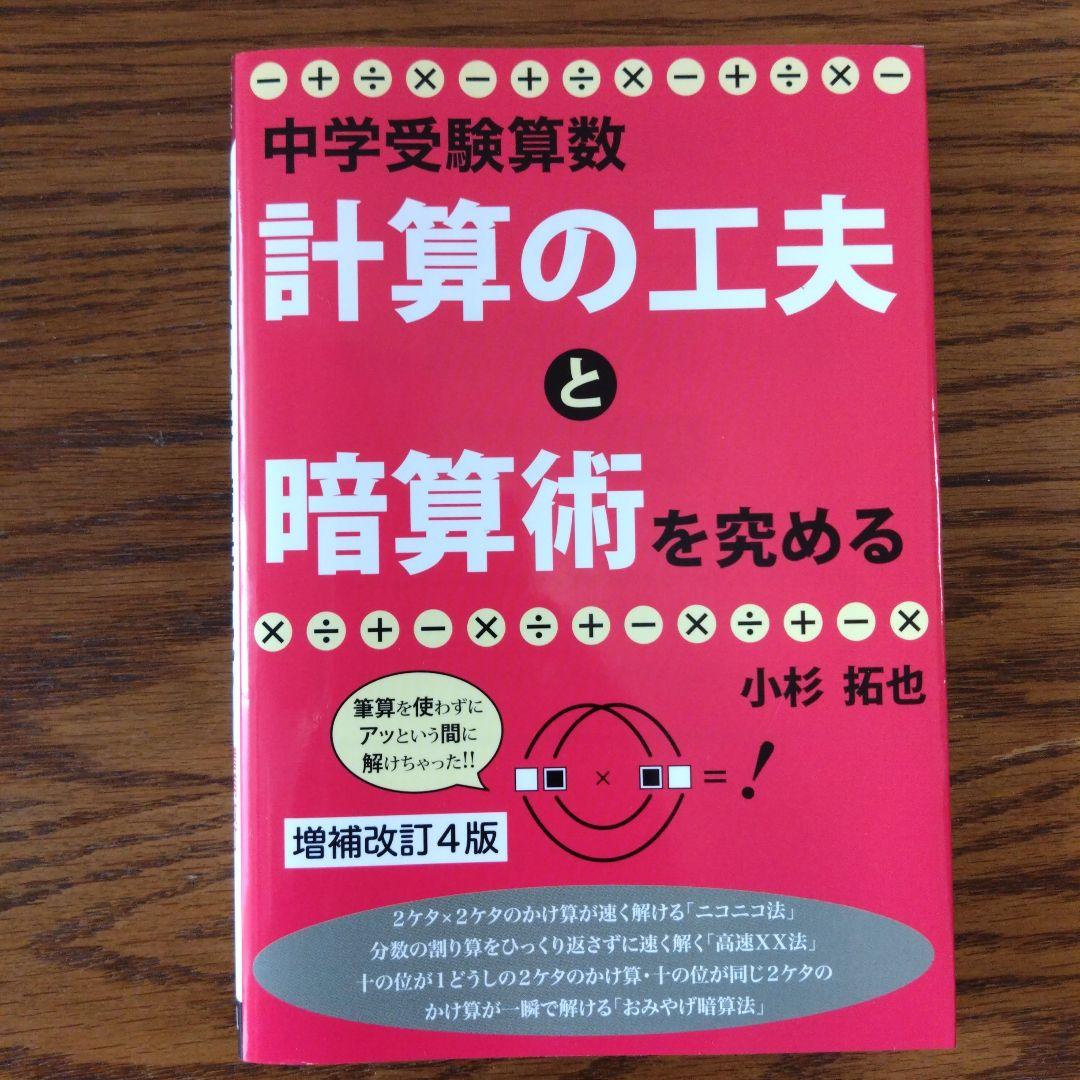 − + ÷ × − + ÷ × − + ÷ × −
中学受験算数
計算の工夫
と
暗算術を究める
× ÷ + − × ÷ + − × ÷ + − ×
小杉 拓也
筆算を使わずに
アッという間に
解けちゃった!!
× = !
増補改訂4版
2ケタ×2ケタのかけ算が速く解ける「ニコニコ法」
分数の割り算をひっくり返さずに速く解く「高速XX法」
十の位が1どうしの2ケタのかけ算・十の位が同じ2ケタの
かけ算が一瞬で解ける「おみやげ暗算法」